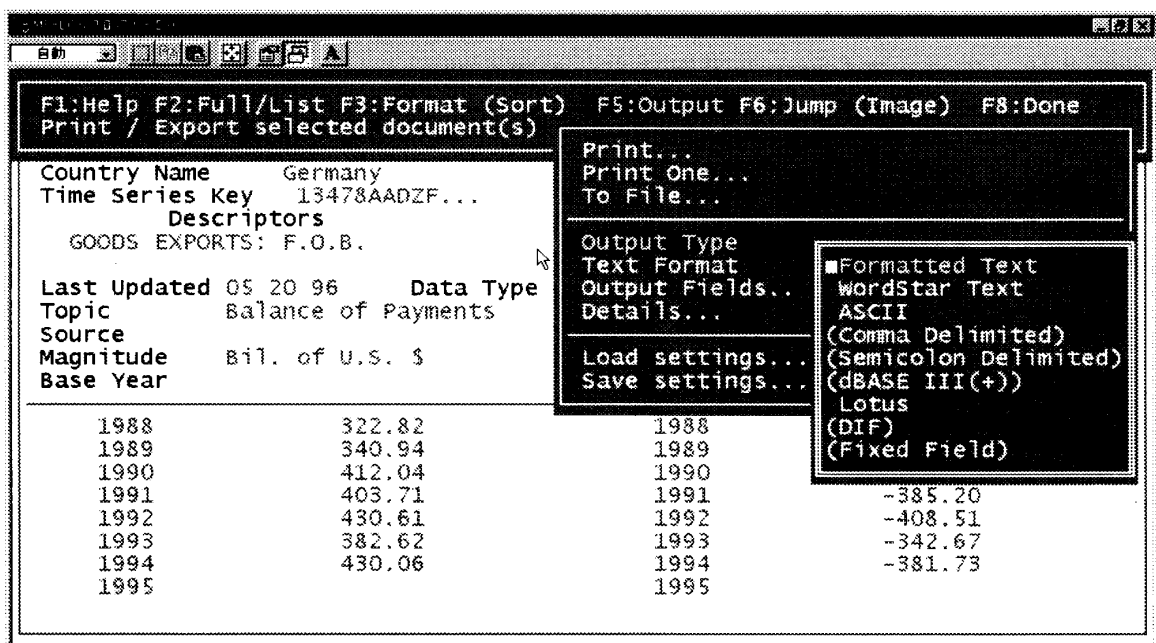 自動
A
F1:Help F2:Full/List F3:Format (Sort) F5:Output F6:Jump (Image) F8:Done
Print / Export selected document(s)
Print...
Print One...
To File...
Output Type
Text Format
Output Fields..
Details...
Load settings...
Save settings...
■Formatted Text
WordStar Text
ASCII
(Comma Delimited)
(Semicolon Delimited)
(dBASE III(+))
Lotus
(DIF)
(Fixed Field)
Country Name Germany
Time Series Key 13478AADZF...
Descriptors
GOODS EXPORTS: F.O.B.
Last Updated 05 20 96 Data Type
Topic Balance of Payments
Source
Magnitude Bil. of U.S. $
Base Year
1988 322.82 1988
1989 340.94 1989
1990 412.04 1990
1991 403.71 1991 -385.20
1992 430.61 1992 -408.51
1993 382.62 1993 -342.67
1994 430.06 1994 -381.73
1995 1995